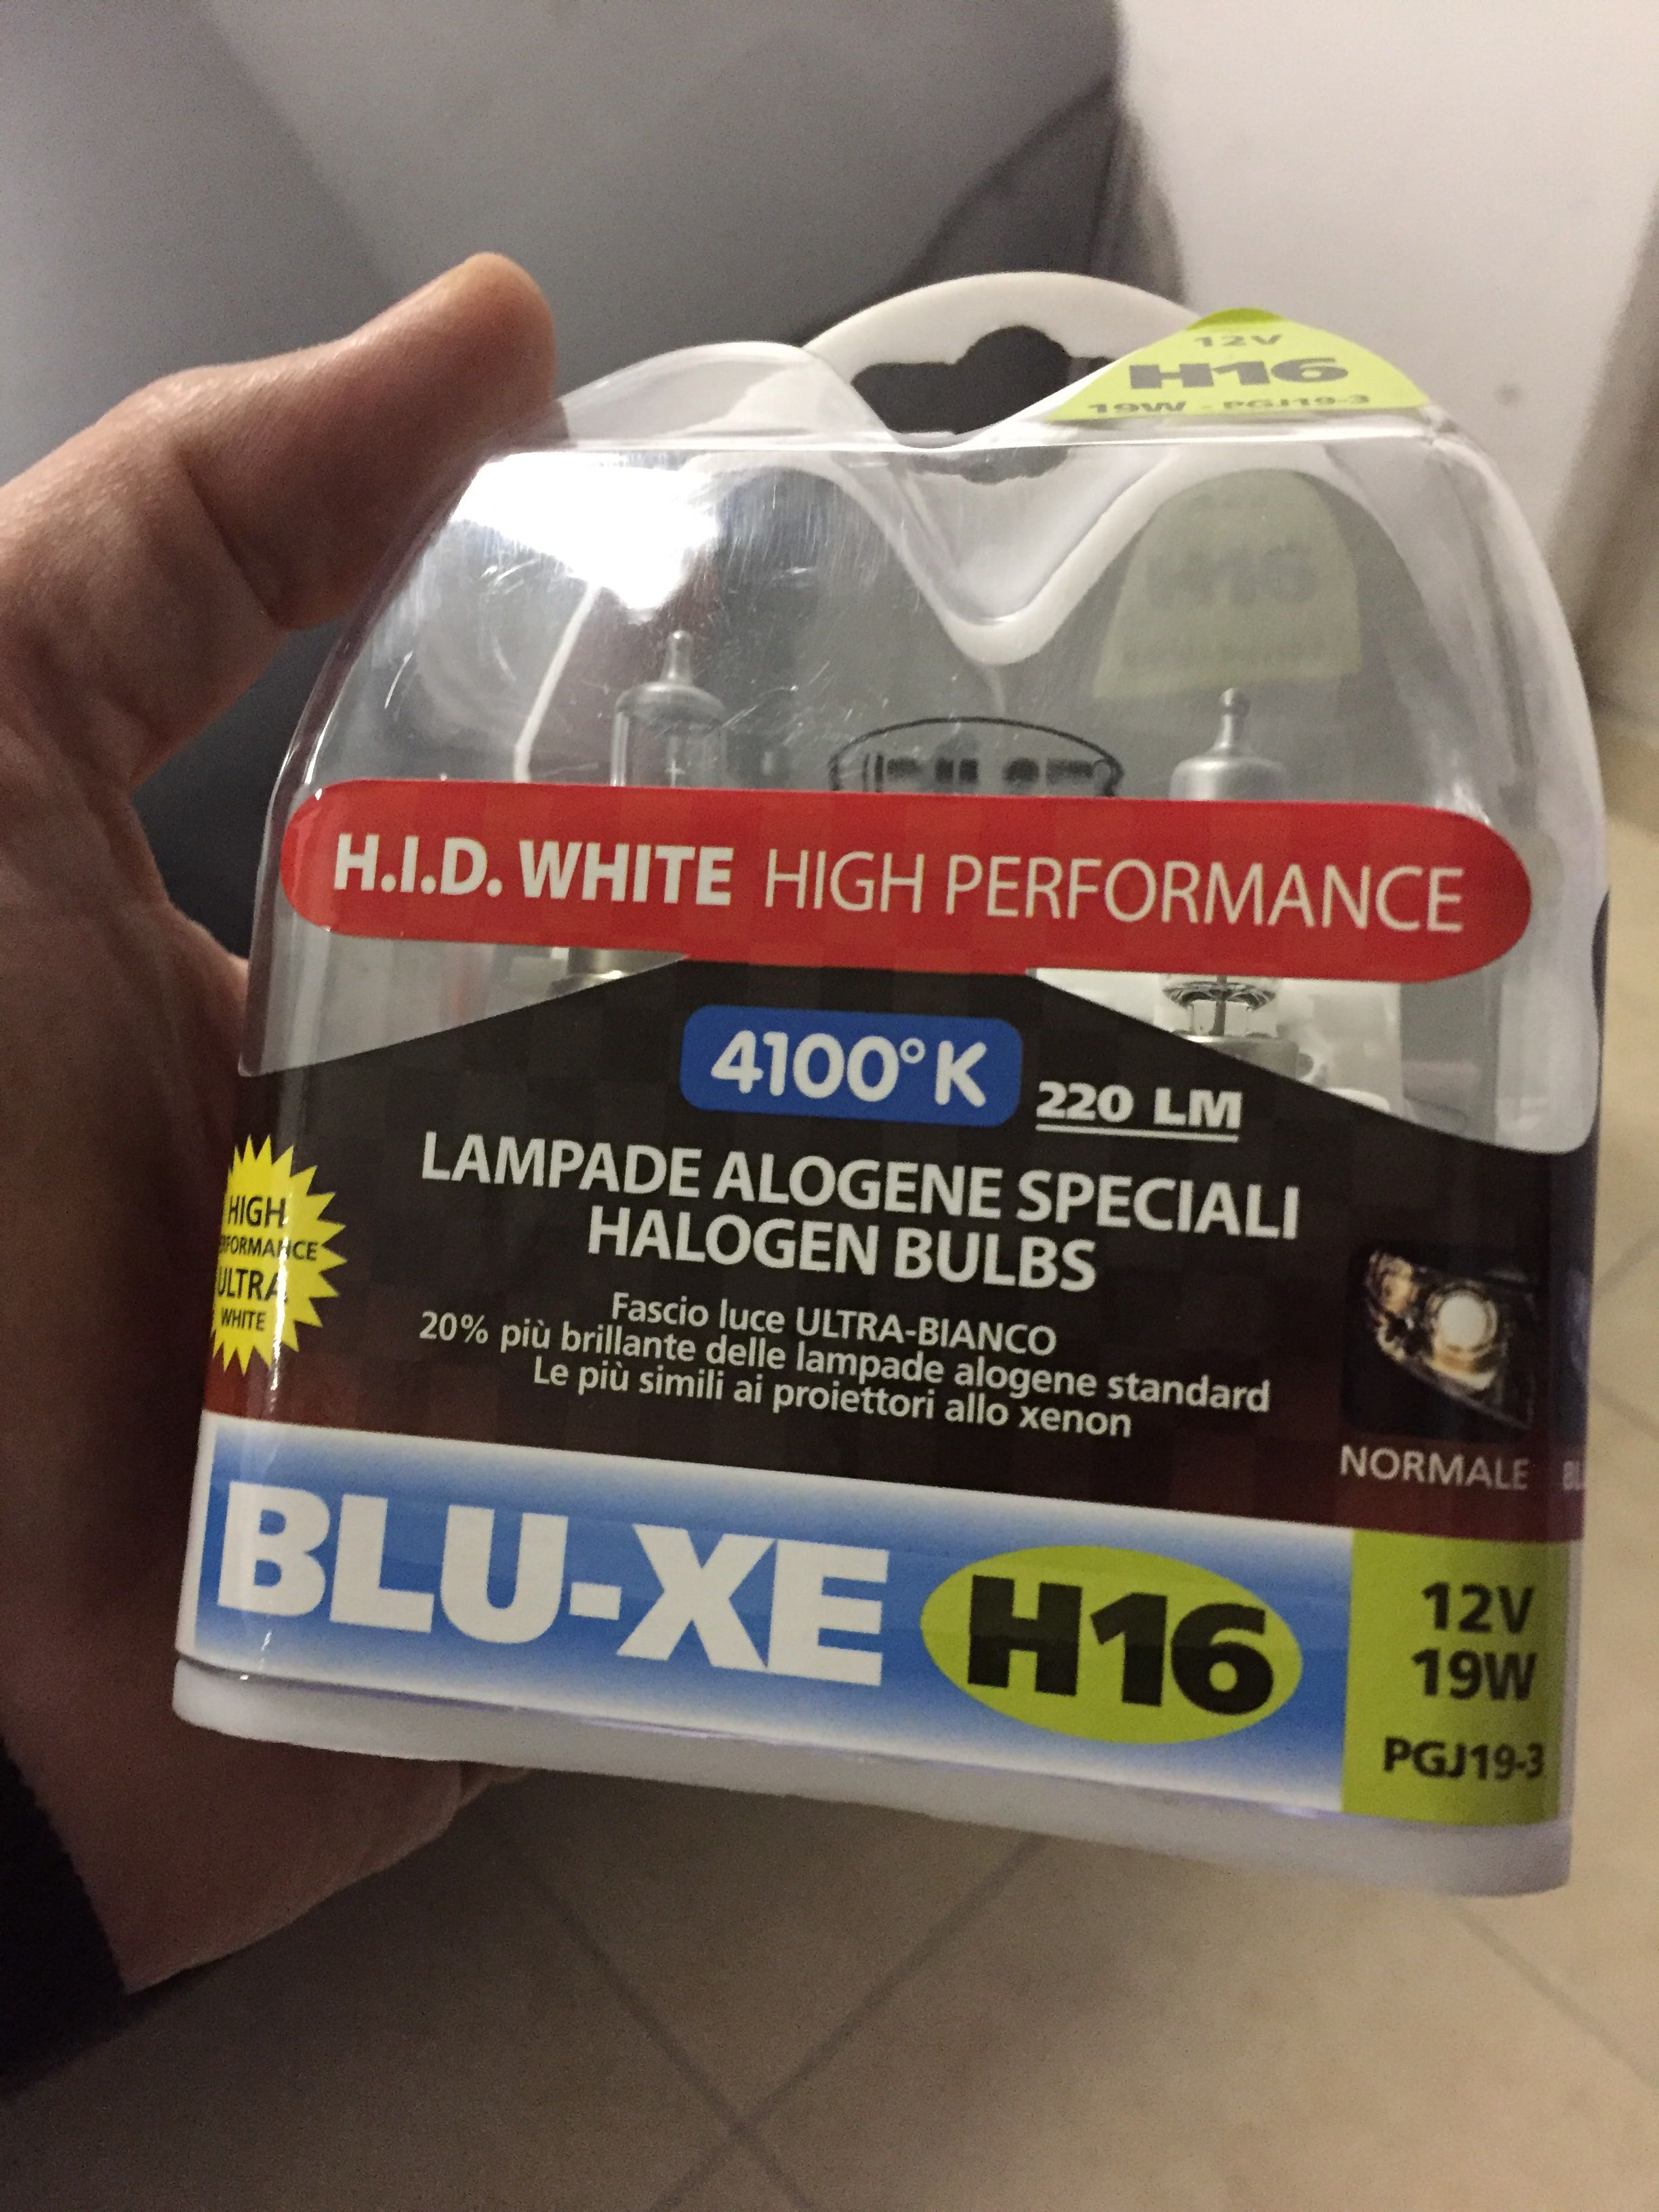 12V
H16
19W - PGJ19-3
H.I.D. WHITE HIGH PERFORMANCE
4100°K
220 LM
LAMPADE ALOGENE SPECIALI
HALOGEN BULBS
HIGH
ULTRA
WHITE
Fascio luce ULTRA-BIANCO
20% più brillante delle lampade alogene standard
Le più simili ai proiettori allo xenon
NORMALE
BLU-XE H16
12V
19W
PGJ19-3